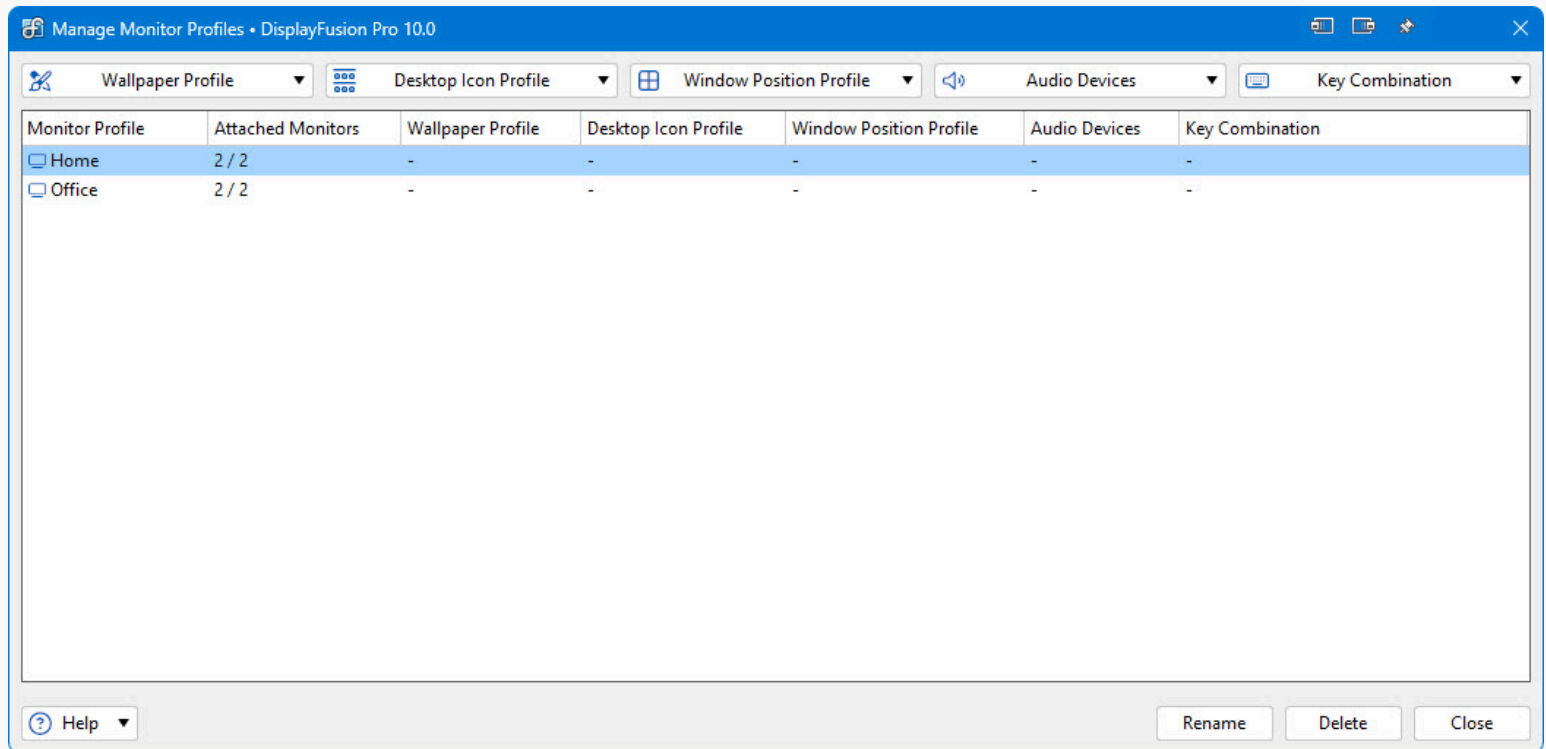 Manage Monitor Profiles • DisplayFusion Pro 10.0
Wallpaper Profile Desktop Icon Profile Window Position Profile Audio Devices Key Combination
Monitor Profile Attached Monitors Wallpaper Profile Desktop Icon Profile Window Position Profile Audio Devices Key Combination
Home 2 / 2 - - - - -
Office 2 / 2 - - - - -
Help Rename Delete Close